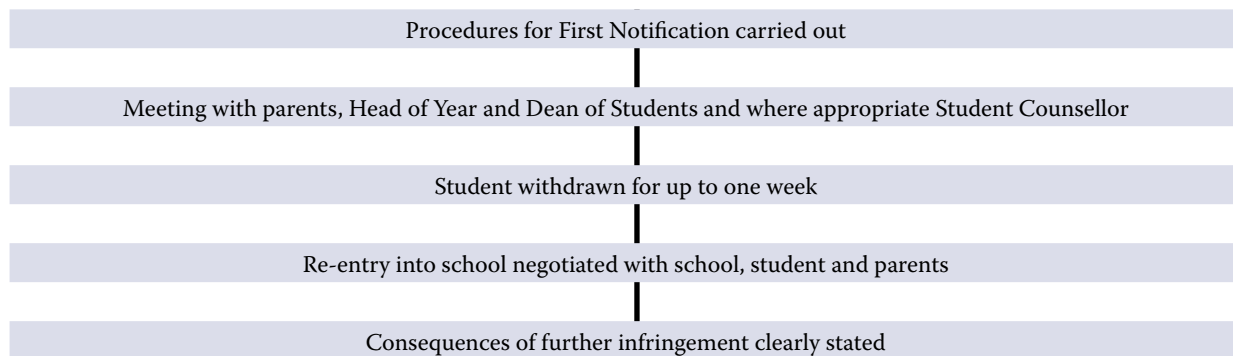 Procedures for First Notification carried out
Meeting with parents, Head of Year and Dean of Students and where appropriate Student Counsellor
Student withdrawn for up to one week
Re-entry into school negotiated with school, student and parents
Consequences of further infringement clearly stated